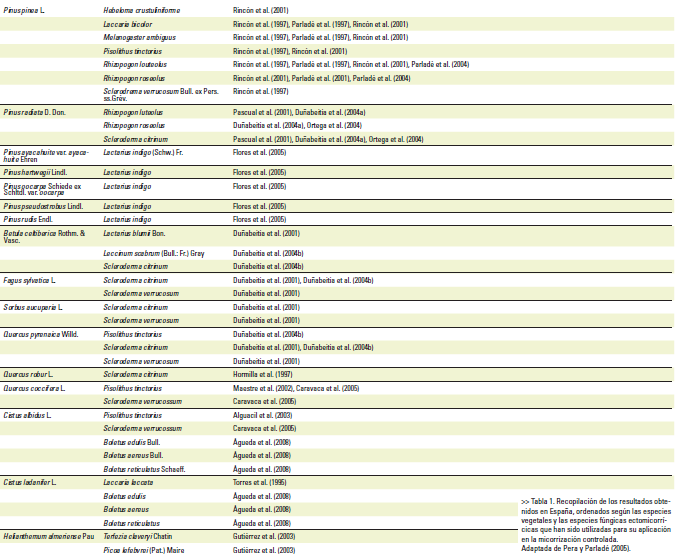 Pinus pinea L. Hebeloma crustuliniforme Rincón et al. (2001)
Laccaria bicolor Rincón et al. (1997), Parladé et al. (1997), Rincón et al. (2001)
Melanogaster ambiguus Rincón et al. (1997), Parladé et al. (1997), Rincón et al. (2001)
Pisolithus tinctorius Rincón et al. (1997), Rincón et al. (2001)
Rhizopogon luteolus Rincón et al. (1997), Parladé et al. (1997), Rincón et al. (2001), Parladé et al. (2004)
Rhizopogon roseolus Rincón et al. (2001), Parladé et al. (2001), Parladé et al. (2004)
Scleroderma verrucosum Bull. ex Pers. Rincón et al. (1997)
ss.Grév.
Pinus radiata D. Don. Rhizopogon luteolus Pascual et al. (2001), Duñabeitia et al. (2004a)
Rhizopogon roseolus Duñabeitia et al. (2004a), Ortega et al. (2004)
Scleroderma citrinum Pascual et al. (2001), Duñabeitia et al. (2004a), Ortega et al. (2004)
Pinus ayacahuite var. ayaca- Lactarius indigo (Schw.) Fr. Flores et al. (2005)
huite Ehren
Pinus hartwegii Lindl. Lactarius indigo Flores et al. (2005)
Pinus oocarpa Schiede ex Lactarius indigo Flores et al. (2005)
Schltdl. var. oocarpa
Pinus pseudostrobus Lindl. Lactarius indigo Flores et al. (2005)
Pinus rudis Endl. Lactarius indigo Flores et al. (2005)
Betula celtiberica Rothm. & Lactarius blumii Bon. Duñabeitia et al. (2001)
Vasc.
Leccinum scabrum (Bull.: Fr.) Gray Duñabeitia et al. (2004b)
Scleroderma citrinum Duñabeitia et al. (2004b)
Fagus sylvatica L. Scleroderma citrinum Duñabeitia et al. (2001), Duñabeitia et al. (2004b)
Scleroderma verrucosum Duñabeitia et al. (2001)
Sorbus aucuparia L. Scleroderma citrinum Duñabeitia et al. (2001)
Scleroderma verrucosum Duñabeitia et al. (2001)
Quercus pyrenaica Willd. Pisolithus tinctorius Duñabeitia et al. (2004b)
Scleroderma citrinum Duñabeitia et al. (2001), Duñabeitia et al. (2004b)
Scleroderma verrucosum Duñabeitia et al. (2001)
Quercus robur L. Scleroderma citrinum Hormilla et al. (1997)
Quercus coccifera L. Pisolithus tinctorius Maestre et al. (2002), Caravaca et al. (2005)
Scleroderma verrucossum Caravaca et al. (2005)
Cistus albidus L. Pisolithus tinctorius Alguacil et al. (2003)
Scleroderma verrucossum Caravaca et al. (2005)
Boletus edulis Bull. Águeda et al. (2008)
Boletus aereus Bull. Águeda et al. (2008)
Boletus reticulatus Schaeff. Águeda et al. (2008)
Cistus ladanifer L. Laccaria laccata Torres et al. (1995)
Boletus edulis Águeda et al. (2008)
Boletus aereus Águeda et al. (2008)
Boletus reticulatus Águeda et al. (2008)
Helianthemum almeriense Pau Terfezia claveryi Chatin Gutiérrez et al. (2003)
Picoa lefebvrei (Pat.) Maire Gutiérrez et al. (2003)
>> Tabla 1. Recopilación de los resultados obte-
nidos en España, ordenados según las especies
vegetales y las especies fúngicas ectomicorrí-
cicas que han sido utilizadas para su aplicación
en la micorrización controlada.
Adaptada de Pera y Parladé (2005).